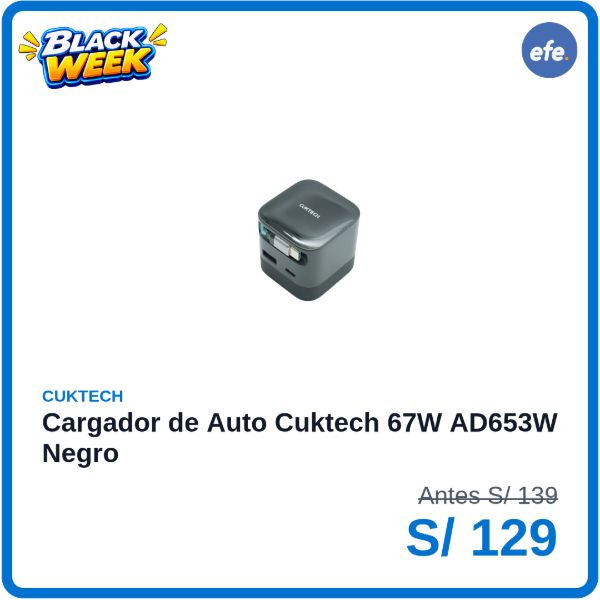 BLACK
WEEK
efe.
CUKTECH
CUKTECH
Cargador de Auto Cuktech 67W AD653W
Negro
Antes S/ 139
S/ 129